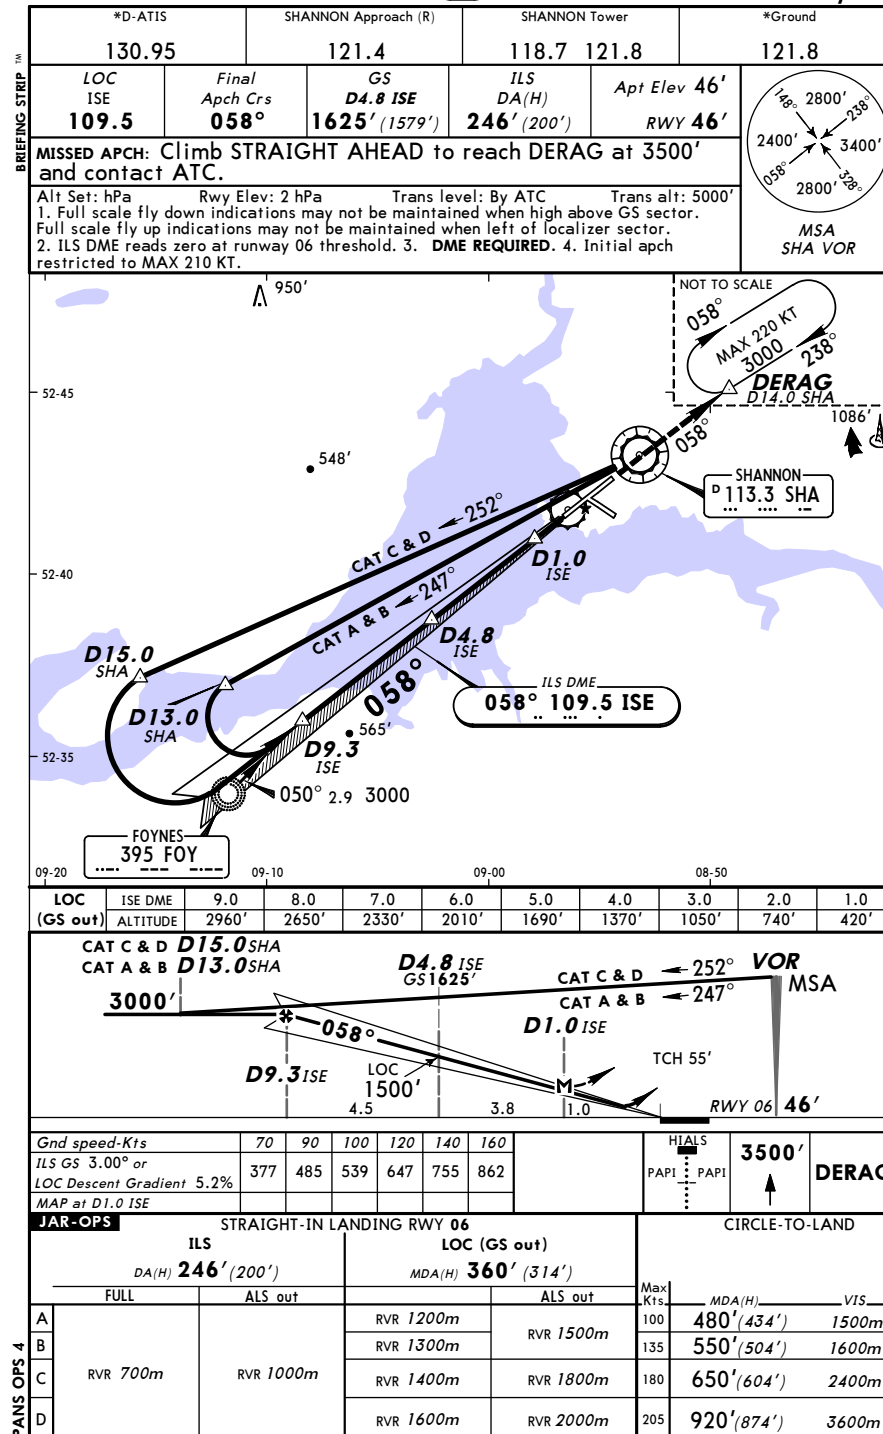 *D-ATIS SHANNON Approach (R) SHANNON Tower *Ground
130.95 121.4 118.7 121.8 121.8
BRIEFING STRIP TM
LOC Final GS ILS
ISE Apch Crs D4.8 ISE DA(H) Apt Elev 46'
109.5 058° 1625' (1579') 246' (200') RWY 46'
MISSED APCH: Climb STRAIGHT AHEAD to reach DERAG at 3500'
and contact ATC.
Alt Set: hPa Rwy Elev: 2 hPa Trans level: By ATC Trans alt: 5000'
1. Full scale fly down indications may not be maintained when high above GS sector.
Full scale fly up indications may not be maintained when left of localizer sector.
2. ILS DME reads zero at runway 06 threshold. 3. DME REQUIRED. 4. Initial apch
restricted to MAX 210 KT.
148° 2800' 238°
2400' 3400'
058° 2800' 328°
MSA
SHA VOR
950'
NOT TO SCALE
058°
MAX 220 KT
3000
238°
DERAG
D14.0 SHA
52-45
1086'
058°
548'
SHANNON
D 113.3 SHA
252°
CAT C & D
D1.0
ISE
52-40
247°
CAT A & B
D4.8
ISE
D15.0
SHA
ILS DME
058° 109.5 ISE
058°
D13.0
SHA
565'
D9.3
ISE
52-35
050° 2.9 3000
FOYNES
395 FOY
09-20 09-10 09-00 08-50
LOC ISE DME 9.0 8.0 7.0 6.0 5.0 4.0 3.0 2.0 1.0
(GS out) ALTITUDE 2960' 2650' 2330' 2010' 1690' 1370' 1050' 740' 420'
CAT C & D D15.0 SHA
CAT A & B D13.0 SHA
D4.8 ISE
GS 1625'
CAT C & D 252°
CAT A & B 247°
VOR
MSA
3000'
058°
D1.0 ISE
D9.3 ISE
LOC
1500'
M
TCH 55'
4.5 3.8 1.0 RWY 06 46'
Gnd speed-Kts 70 90 100 120 140 160
ILS GS 3.00° or
LOC Descent Gradient 5.2% 377 485 539 647 755 862
MAP at D1.0 ISE
HIALS
PAPI PAPI
3500'
DERAG
JAR-OPS STRAIGHT-IN LANDING RWY 06 CIRCLE-TO-LAND
ILS LOC (GS out)
DA(H) 246' (200') MDA(H) 360' (314')
FULL ALS out ALS out Max Kts MDA(H) VIS
A RVR 700m RVR 1000m RVR 1200m RVR 1500m 100 480' (434') 1500m
B RVR 1300m 135 550' (504') 1600m
C RVR 1400m RVR 1800m 180 650' (604') 2400m
D RVR 1600m RVR 2000m 205 920' (874') 3600m
PANS OPS 4